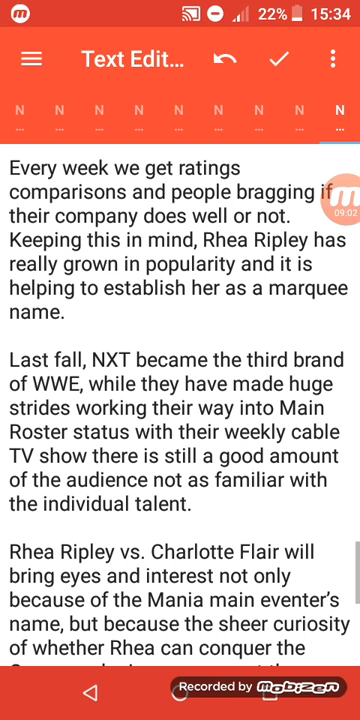 22% 15:34
Text Edit...
N N N N N N N N N
... ... ... ... ... ... ... ... ...
Every week we get ratings
comparisons and people bragging if
their company does well or not.
09:02
Keeping this in mind, Rhea Ripley has
really grown in popularity and it is
helping to establish her as a marquee
name.
Last fall, NXT became the third brand
of WWE, while they have made huge
strides working their way into Main
Roster status with their weekly cable
TV show there is still a good amount
of the audience not as familiar with
the individual talent.
Rhea Ripley vs. Charlotte Flair will
bring eyes and interest not only
because of the Mania main eventer's
name, but because the sheer curiosity
of whether Rhea can conquer the
Recorded by Mobizen